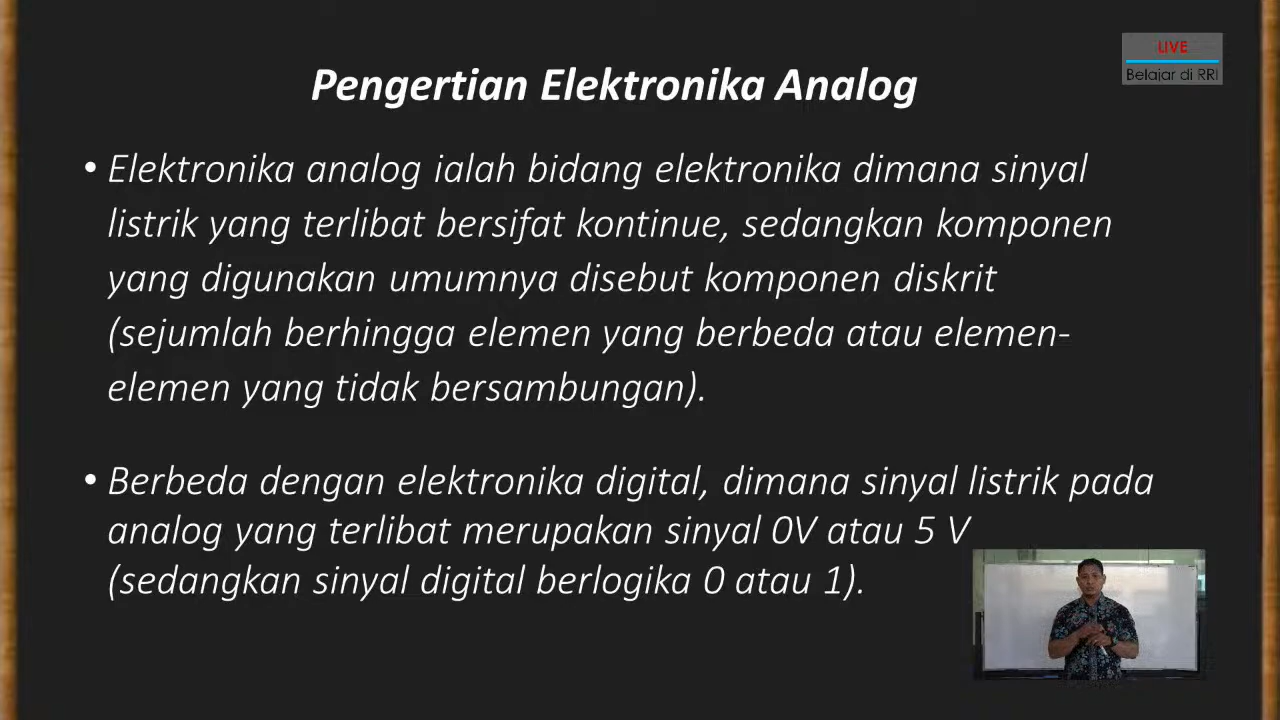 LIVE
Belajar di RRI
Pengertian Elektronika Analog
• Elektronika analog ialah bidang elektronika dimana sinyal
listrik yang terlibat bersifat kontinue, sedangkan komponen
yang digunakan umumnya disebut komponen diskrit
(sejumlah berhingga elemen yang berbeda atau elemen-
elemen yang tidak bersambungan).
• Berbeda dengan elektronika digital, dimana sinyal listrik pada
analog yang terlibat merupakan sinyal 0V atau 5 V
(sedangkan sinyal digital berlogika 0 atau 1).